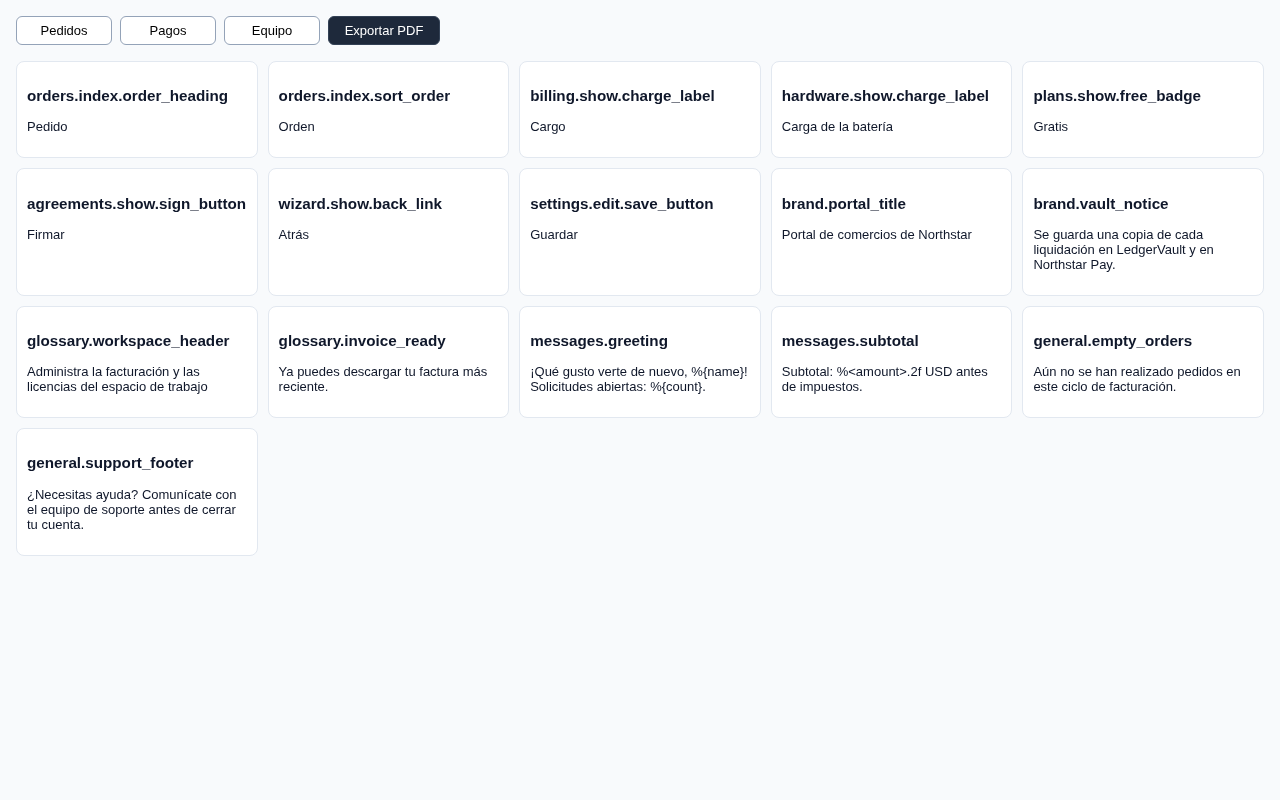 Pedidos
Pagos
Equipo
Exportar PDF
orders.index.order_heading
Pedido
orders.index.sort_order
Orden
billing.show.charge_label
Cargo
hardware.show.charge_label
Carga de la batería
plans.show.free_badge
Gratis
agreements.show.sign_button
Firmar
wizard.show.back_link
Atrás
settings.edit.save_button
Guardar
brand.portal_title
Portal de comercios de Northstar
brand.vault_notice
Se guarda una copia de cada
liquidación en LedgerVault y en
Northstar Pay.
glossary.workspace_header
Administra la facturación y las
licencias del espacio de trabajo
glossary.invoice_ready
Ya puedes descargar tu factura más
reciente.
messages.greeting
¡Qué gusto verte de nuevo, %{name}!
Solicitudes abiertas: %{count}.
messages.subtotal
Subtotal: %<amount>.2f USD antes
de impuestos.
general.empty_orders
Aún no se han realizado pedidos en
este ciclo de facturación.
general.support_footer
¿Necesitas ayuda? Comunícate con
el equipo de soporte antes de cerrar
tu cuenta.